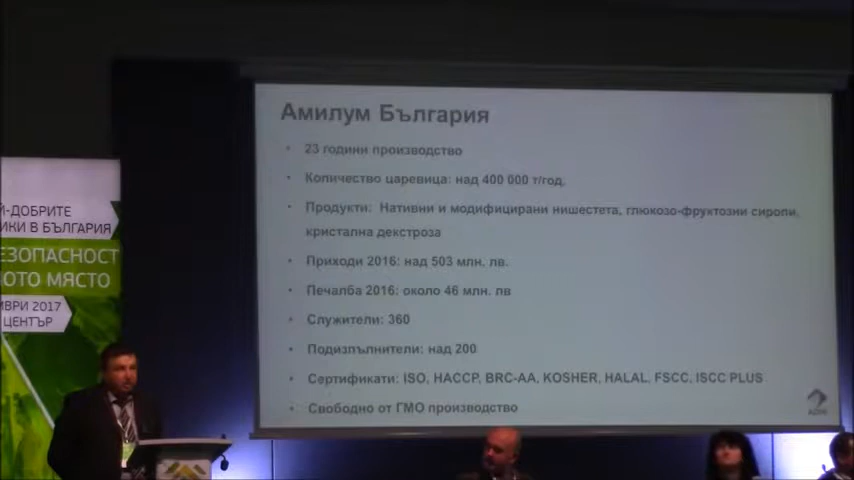 Амилум България
• 23 години производство
• Количество царевица: над 400 000 т/год.
• Продукти: Нативни и модифицирани нишестета, глюкозо-фруктозни сиропи,
кристална декстроза
• Приходи 2016: над 503 млн. лв.
• Печалба 2016: около 46 млн. лв
• Служители: 360
• Подизпълнители: над 200
• Сертификати: ISO, HACCP, BRC-AA, KOSHER, HALAL, FSCC, ISCC PLUS
• Свободно от ГМО производство
ADM
Й-ДОБРИТЕ
ИКИ В БЪЛГАРИЯ
ЕЗОПАСНОСТ
ОТО МЯСТО
МВРИ 2017
ЦЕНТЪР